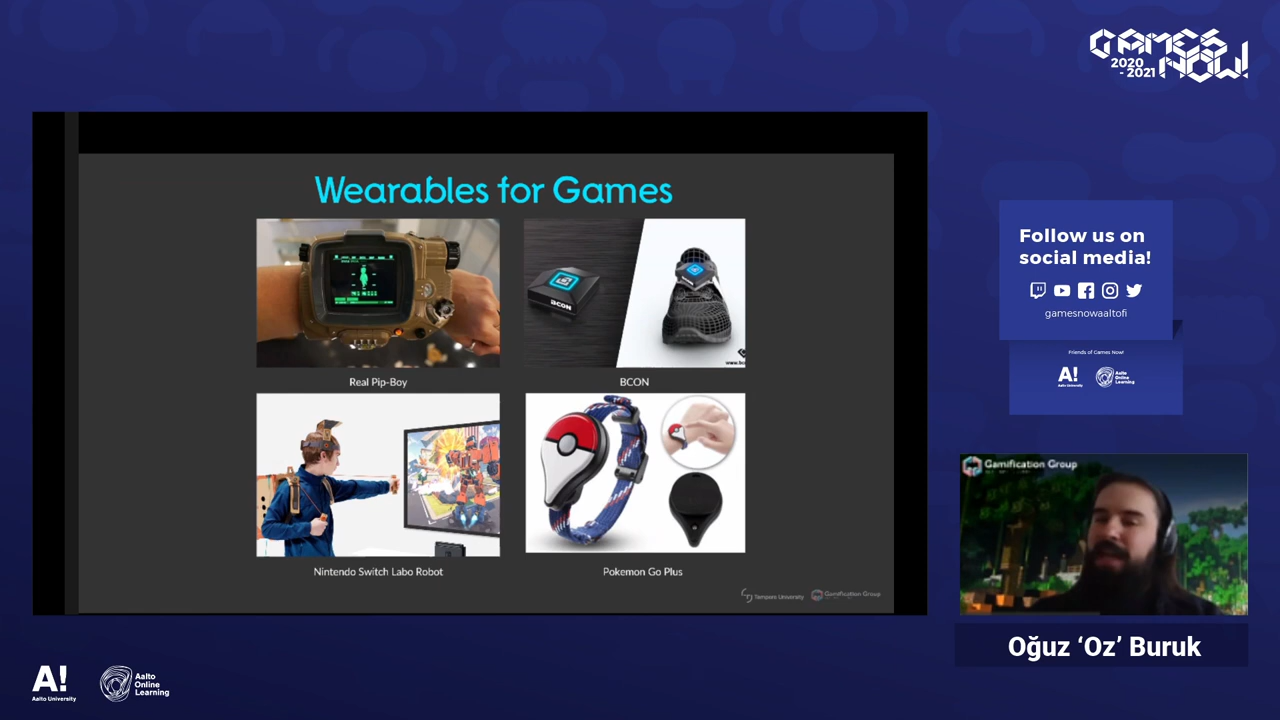 GAMES
NOW!
2020
- 2021
Wearables for Games
BCON
Real Pip-Boy
BCON
Nintendo Switch Labo Robot
Pokemon Go Plus
Tampere University
Gamification Group
Follow us on
social media!
gamesnowaaltofi
Friends of Games Now!
A!
Aalto University
Aalto
Online
Learning
Gamification Group
Oğuz ‘Oz’ Buruk
A!
Aalto University
Aalto
Online
Learning